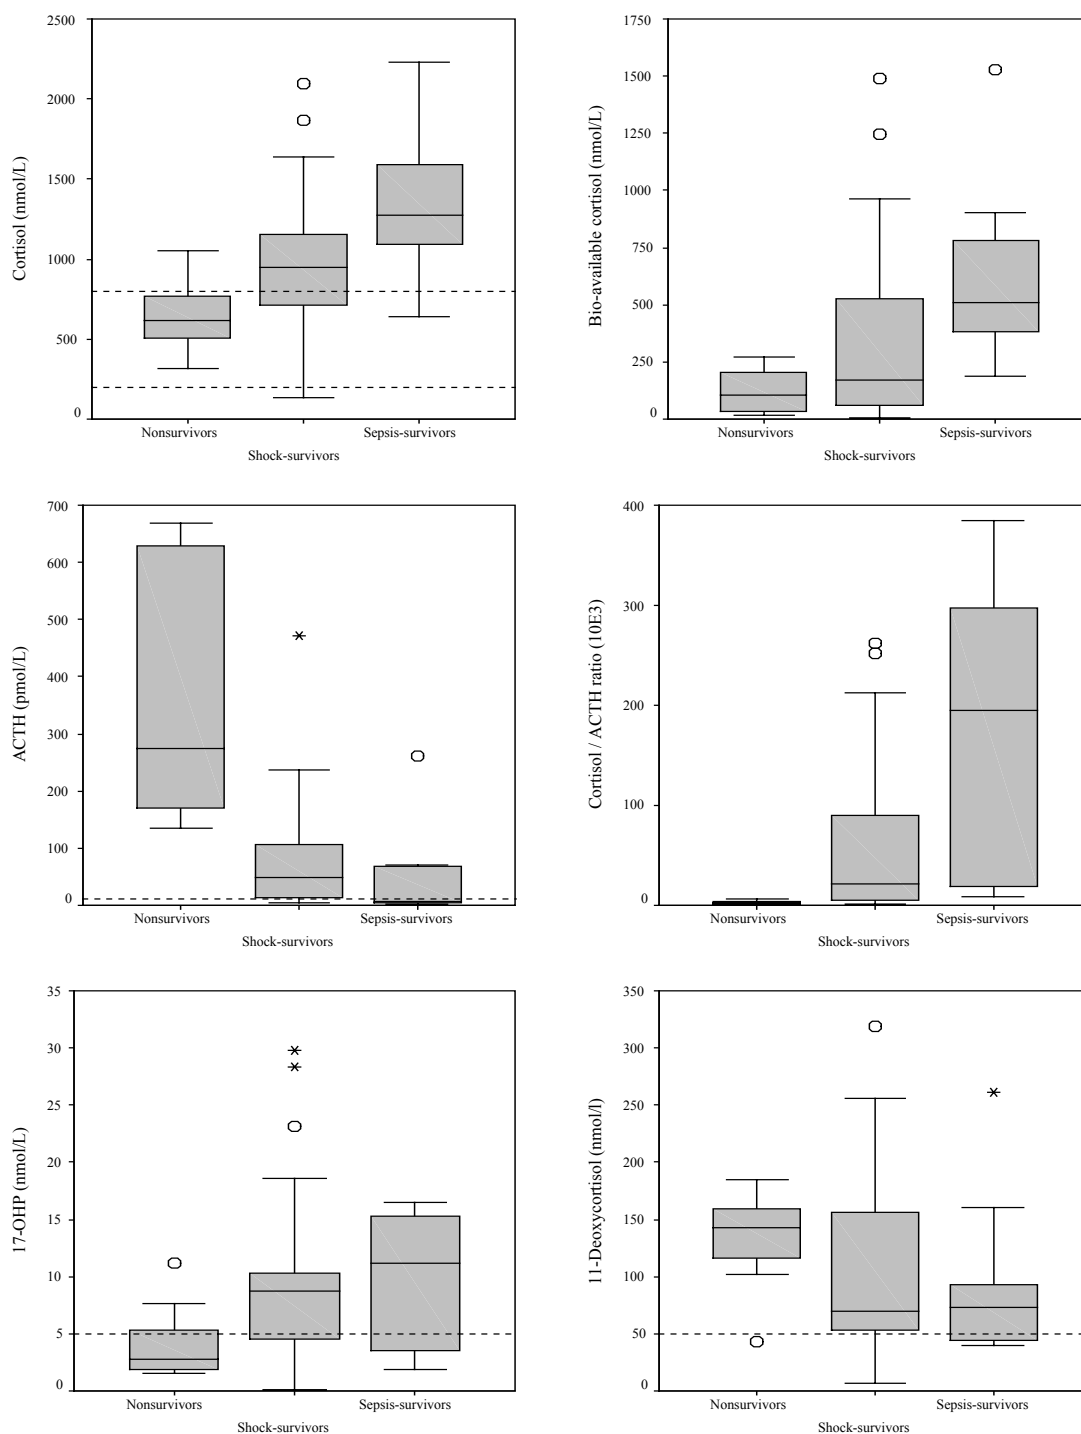 Cortisol (nmol/L)
2500
2000
1500
1000
500
0
Nonsurvivors
Sepsis-survivors
Shock-survivors
Bio-available cortisol (nmol/L)
1750
1500
1250
1000
750
500
250
0
Nonsurvivors
Sepsis-survivors
Shock-survivors
ACTH (pmol/L)
700
600
500
400
300
200
100
0
Nonsurvivors
Sepsis-survivors
Shock-survivors
Cortisol / ACTH ratio (10E3)
400
300
200
100
0
Nonsurvivors
Sepsis-survivors
Shock-survivors
17-OHP (nmol/L)
35
30
25
20
15
10
5
0
Nonsurvivors
Sepsis-survivors
Shock-survivors
11-Deoxycortisol (nmol/l)
350
300
250
200
150
100
50
0
Nonsurvivors
Sepsis-survivors
Shock-survivors